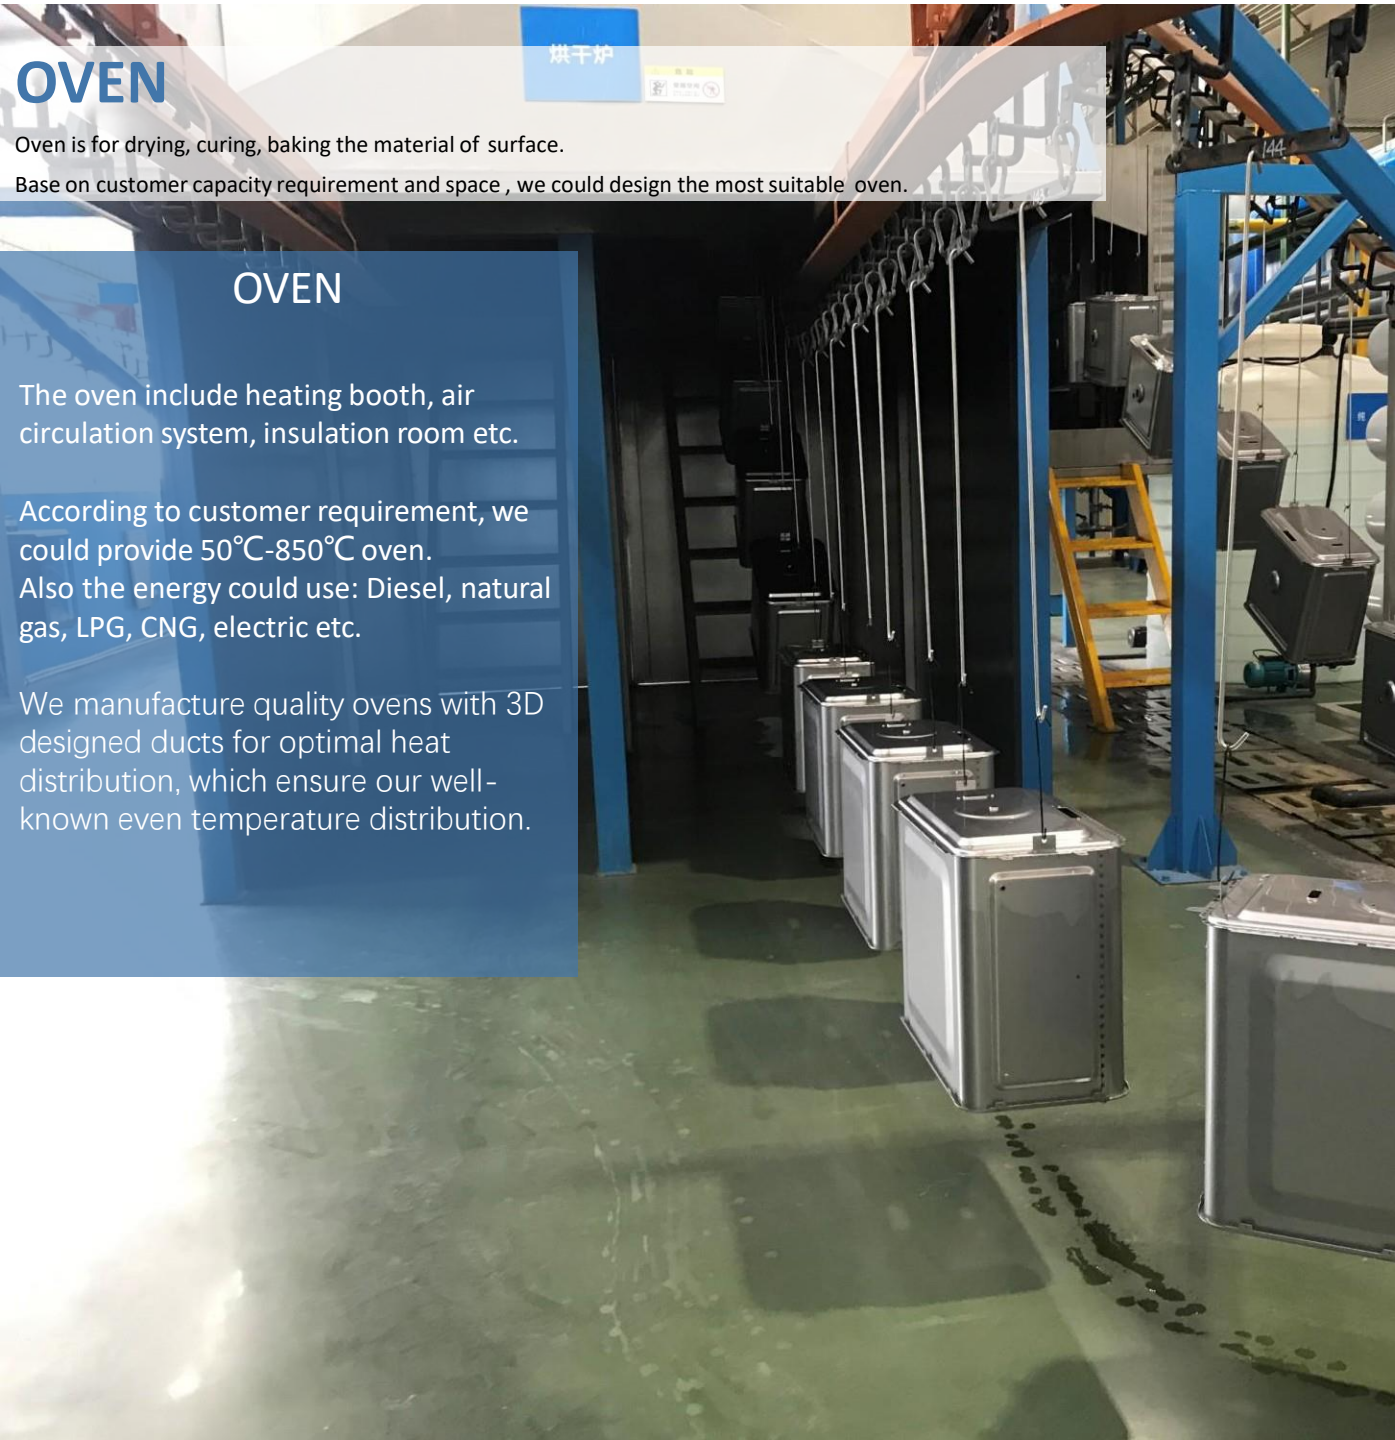 烘干炉
OVEN
Oven is for drying, curing, baking the material of surface.
Base on customer capacity requirement and space , we could design the most suitable oven.
144
OVEN
The oven include heating booth, air
circulation system, insulation room etc.
According to customer requirement, we
could provide 50℃-850℃ oven.
Also the energy could use: Diesel, natural
gas, LPG, CNG, electric etc.
We manufacture quality ovens with 3D
designed ducts for optimal heat
distribution, which ensure our well-
known even temperature distribution.